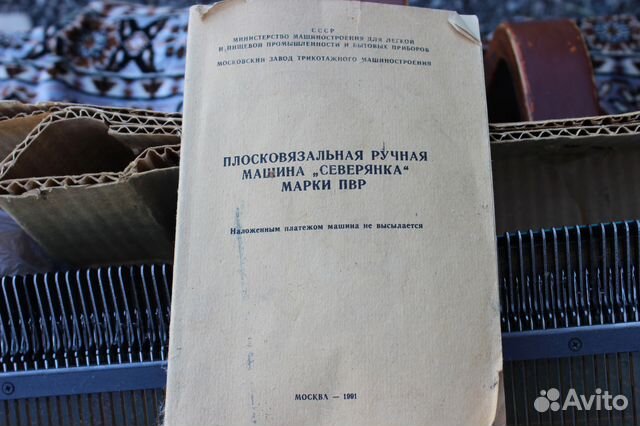 СССР
МИНИСТЕРСТВО МАШИНОСТРОЕНИЯ ДЛЯ ЛЕГКОЙ
И ПИЩЕВОЙ ПРОМЫШЛЕННОСТИ И БЫТОВЫХ ПРИБОРОВ
МОСКОВСКИЙ ЗАВОД ТРИКОТАЖНОГО МАШИНОСТРОЕНИЯ
ПЛОСКОВЯЗАЛЬНАЯ РУЧНАЯ
МАШИНА „СЕВЕРЯНКА“
МАРКИ ПВР
Наложенным платежом машина не высылается
МОСКВА — 1991
Avito